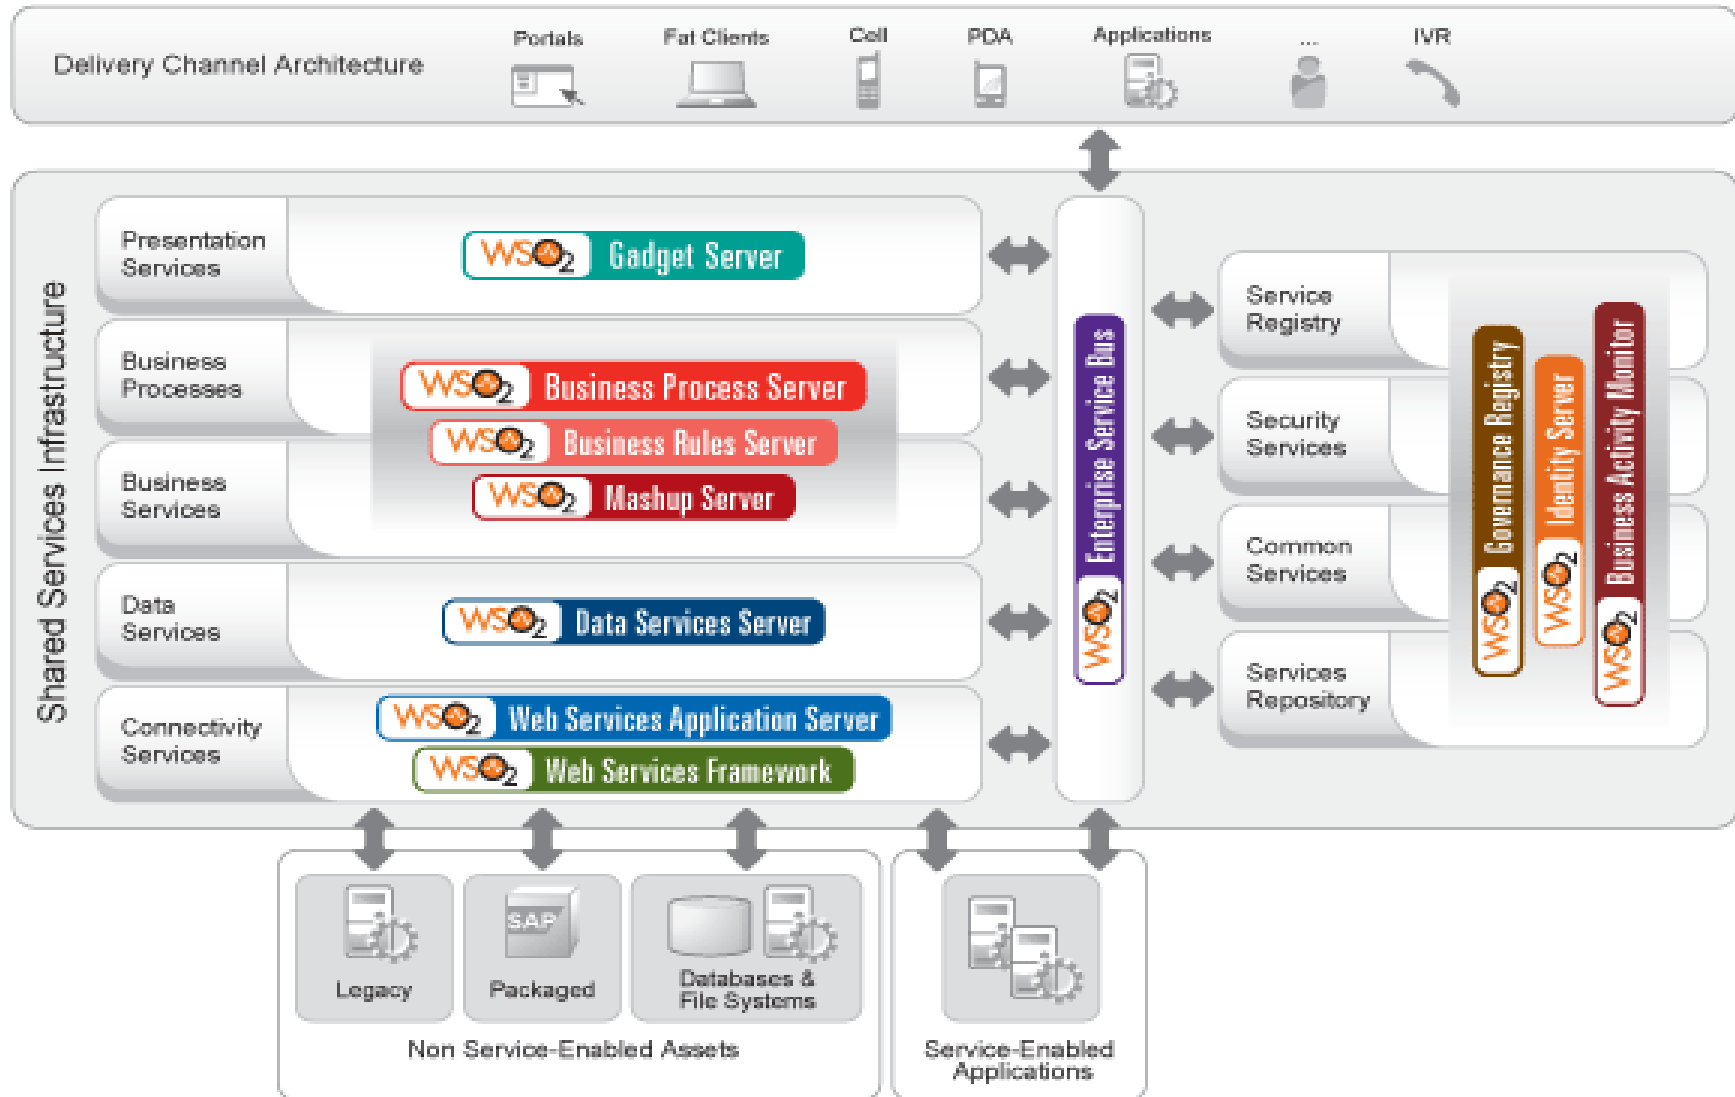 Delivery Channel Architecture
Portals
Fat Clients
Cell
PDA
Applications
...
IVR
Shared Services Infrastructure
Presentation
Services
WSO2 Gadget Server
Business
Processes
WSO2 Business Process Server
WSO2 Business Rules Server
Business
Services
WSO2 Mashup Server
Data
Services
WSO2 Data Services Server
Connectivity
Services
WSO2 Web Services Application Server
WSO2 Web Services Framework
WSO2 Enterprise Service Bus
Service
Registry
Security
Services
Common
Services
Services
Repository
WSO2 Governance Registry
WSO2 Identity Server
WSO2 Business Activity Monitor
Legacy
SAP
Packaged
Databases &
File Systems
Non Service-Enabled Assets
Service-Enabled
Applications